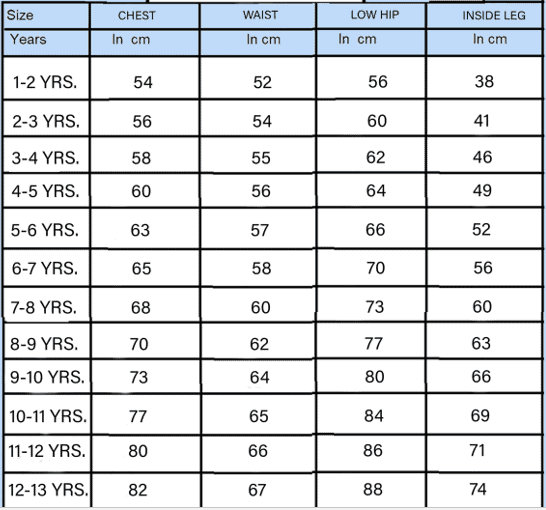 Size CHEST WAIST LOW HIP INSIDE LEG
Years In cm In cm In cm In cm
1-2 YRS. 54 52 56 38
2-3 YRS. 56 54 60 41
3-4 YRS. 58 55 62 46
4-5 YRS. 60 56 64 49
5-6 YRS. 63 57 66 52
6-7 YRS. 65 58 70 56
7-8 YRS. 68 60 73 60
8-9 YRS. 70 62 77 63
9-10 YRS. 73 64 80 66
10-11 YRS. 77 65 84 69
11-12 YRS. 80 66 86 71
12-13 YRS. 82 67 88 74